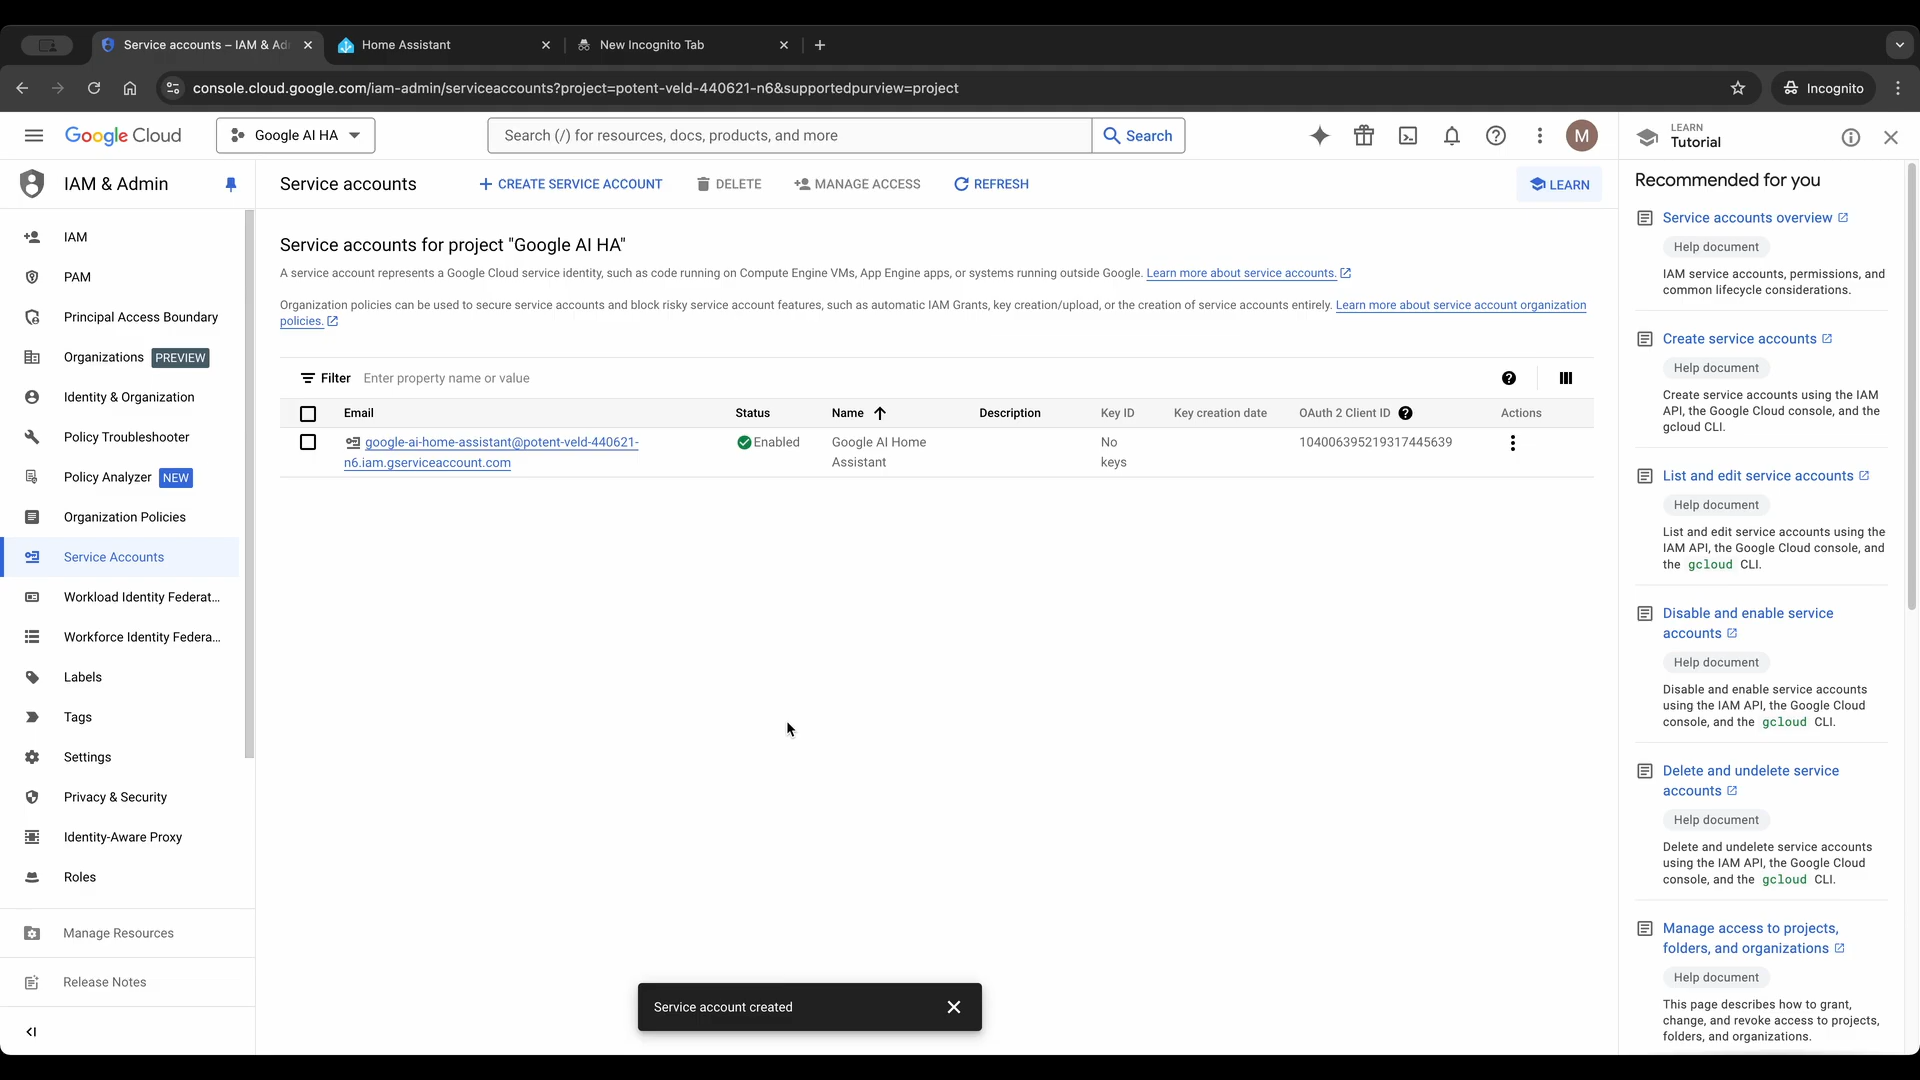 Service accounts – IAM & Ad
Home Assistant
New Incognito Tab
console.cloud.google.com/iam-admin/serviceaccounts?project=potent-veld-440621-n6&supportedpurview=project
Incognito
Google Cloud
Google AI HA
Search (/) for resources, docs, products, and more
Search
M
LEARN
Tutorial
IAM & Admin
Service accounts
CREATE SERVICE ACCOUNT
DELETE
MANAGE ACCESS
REFRESH
LEARN
IAM
PAM
Principal Access Boundary
Organizations PREVIEW
Identity & Organization
Policy Troubleshooter
Policy Analyzer NEW
Organization Policies
Service Accounts
Workload Identity Federat...
Workforce Identity Federa...
Labels
Tags
Settings
Privacy & Security
Identity-Aware Proxy
Roles
Manage Resources
Release Notes
Service accounts for project "Google AI HA"
A service account represents a Google Cloud service identity, such as code running on Compute Engine VMs, App Engine apps, or systems running outside Google. Learn more about service accounts.
Organization policies can be used to secure service accounts and block risky service account features, such as automatic IAM Grants, key creation/upload, or the creation of service accounts entirely. Learn more about service account organization
policies.
Filter Enter property name or value
Email Status Name Description Key ID Key creation date OAuth 2 Client ID Actions
google-ai-home-assistant@potent-veld-440621- Enabled Google AI Home No 104006395219317445639
n6.iam.gserviceaccount.com Assistant keys
Service account created
Recommended for you
Service accounts overview
Help document
IAM service accounts, permissions, and
common lifecycle considerations.
Create service accounts
Help document
Create service accounts using the IAM
API, the Google Cloud console, and the
gcloud CLI.
List and edit service accounts
Help document
List and edit service accounts using the
IAM API, the Google Cloud console, and
the gcloud CLI.
Disable and enable service
accounts
Help document
Disable and enable service accounts
using the IAM API, the Google Cloud
console, and the gcloud CLI.
Delete and undelete service
accounts
Help document
Delete and undelete service accounts
using the IAM API, the Google Cloud
console, and the gcloud CLI.
Manage access to projects,
folders, and organizations
Help document
This page describes how to grant,
change, and revoke access to projects,
folders, and organizations.